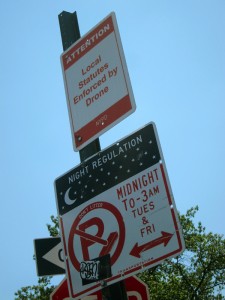 ATTENTION
Local
Statutes
Enforced by
Drone
NIGHT REGULATION
MIDNIGHT
TO-3AM
TUES
&
FRI